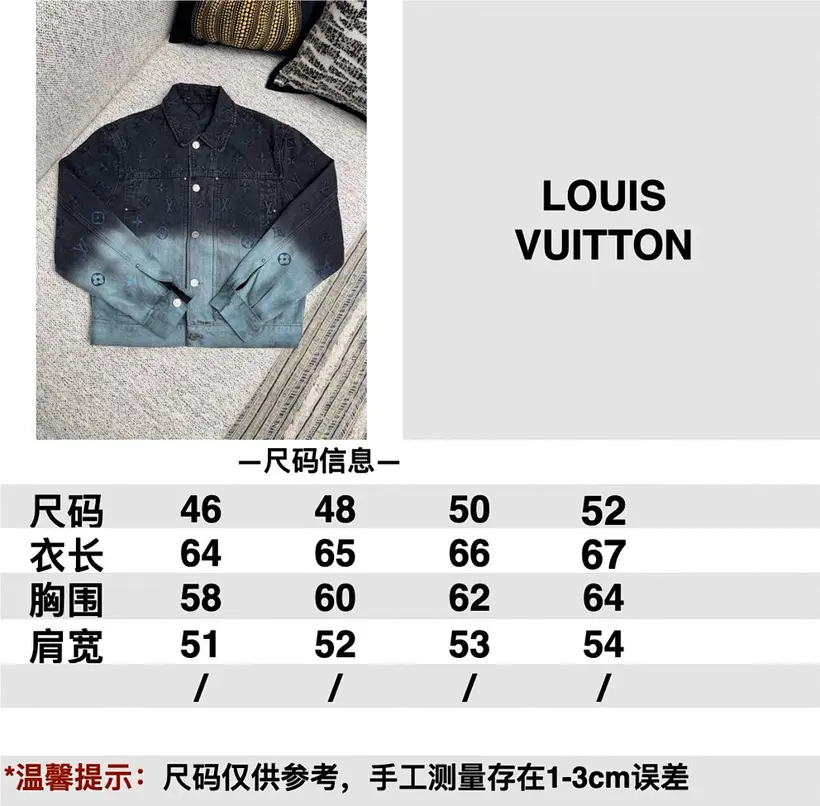 LOUIS
VUITTON
—尺码信息—
尺码 46 48 50 52
衣长 64 65 66 67
胸围 58 60 62 64
肩宽 51 52 53 54
/ / / /
*温馨提示：尺码仅供参考，手工测量存在1-3cm误差